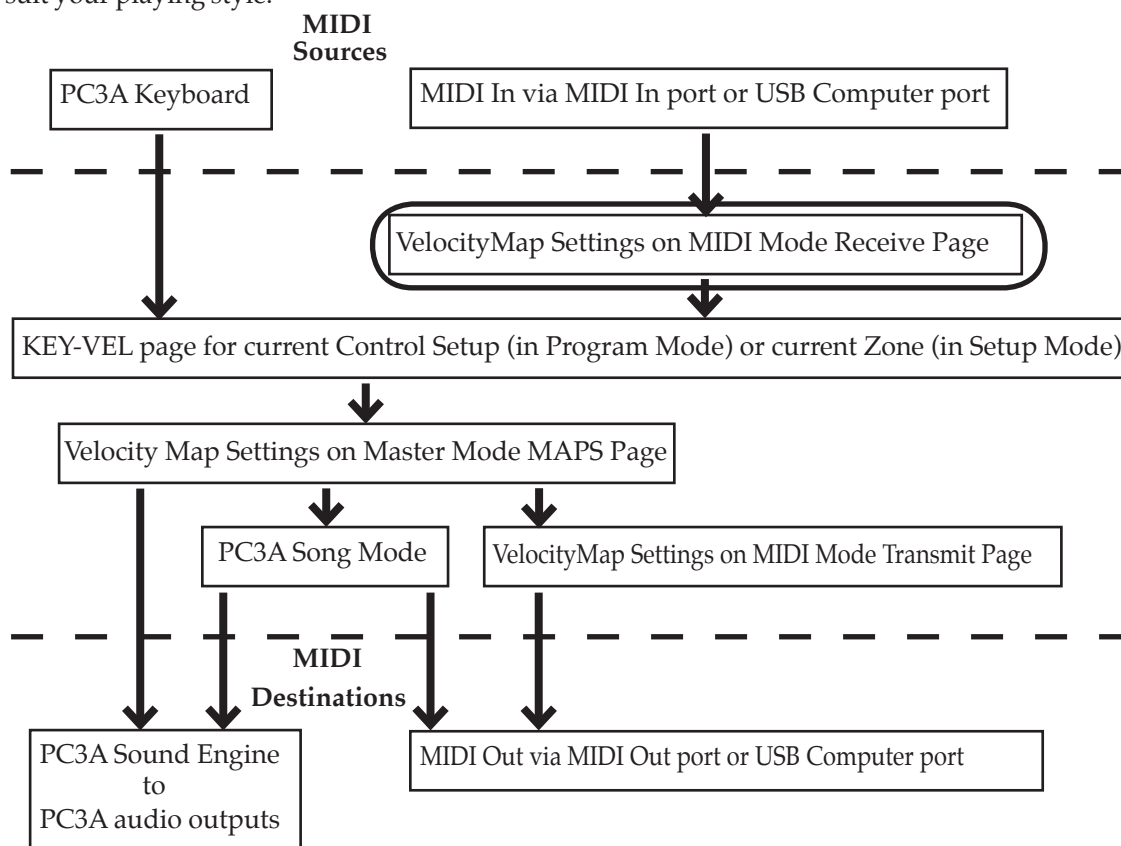 suit your playing style.
MIDI
Sources
PC3A Keyboard
MIDI In via MIDI In port or USB Computer port
VelocityMap Settings on MIDI Mode Receive Page
KEY-VEL page for current Control Setup (in Program Mode) or current Zone (in Setup Mode)
Velocity Map Settings on Master Mode MAPS Page
PC3A Song Mode
VelocityMap Settings on MIDI Mode Transmit Page
MIDI
Destinations
PC3A Sound Engine
to
PC3A audio outputs
MIDI Out via MIDI Out port or USB Computer port